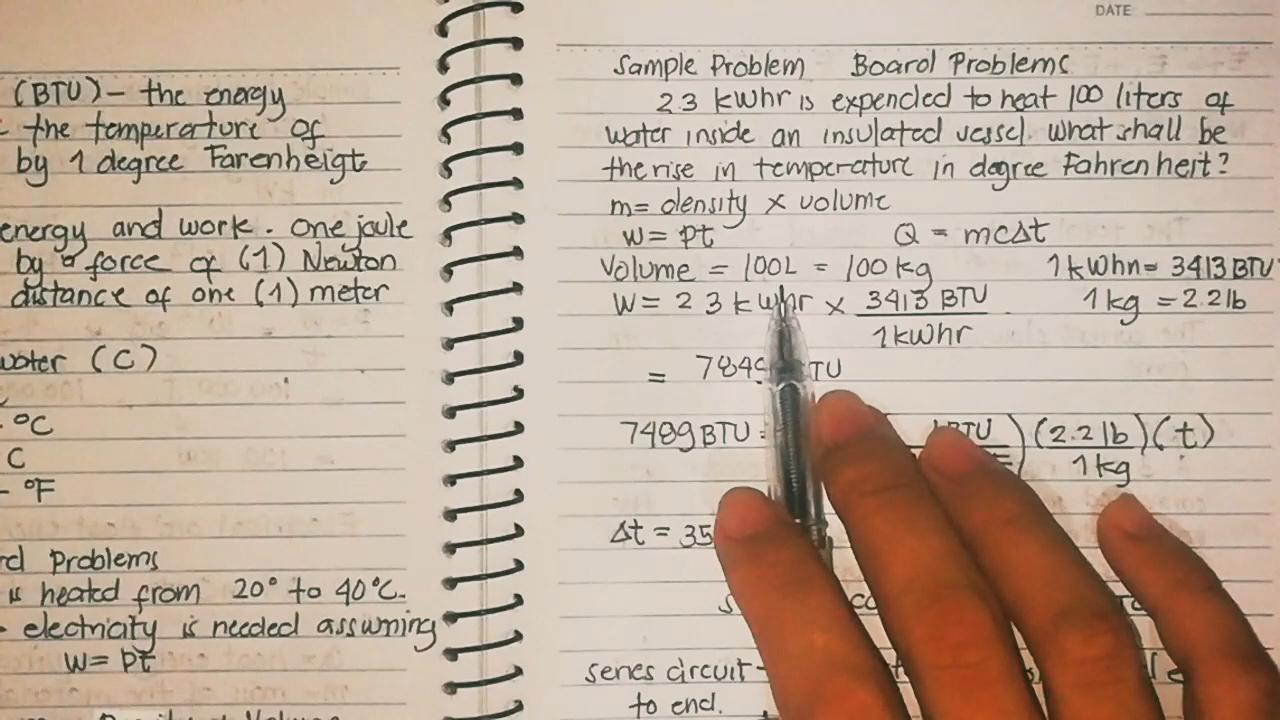 (BTU) - the energy
the temperature of
by 1 degree Farenheigt
energy and work. One joule
by a force of (1) Newton
distance of one (1) meter
water (C)
°C
C
- °F
rd Problems
is heated from 20° to 40°C.
- electricity is needed assuming
W = Pt
DATE
Sample Problem Board Problems
23 kwhr is expended to heat 100 liters of
water inside an insulated vessel. What shall be
the rise in temperature in degree Fahrenheit?
m = density x volume
W = Pt Q = mcΔt
Volume = 100L = 100 kg 1 kWhn = 3413 BTU
W = 23 kwhr x 3413 BTU 1 kg = 2.2 lb
1 kWhr
= 7849 BTU
7489 BTU = BTU) (2.2 lb) (t)
1 kg
Δt = 35
series circuit -
to end.